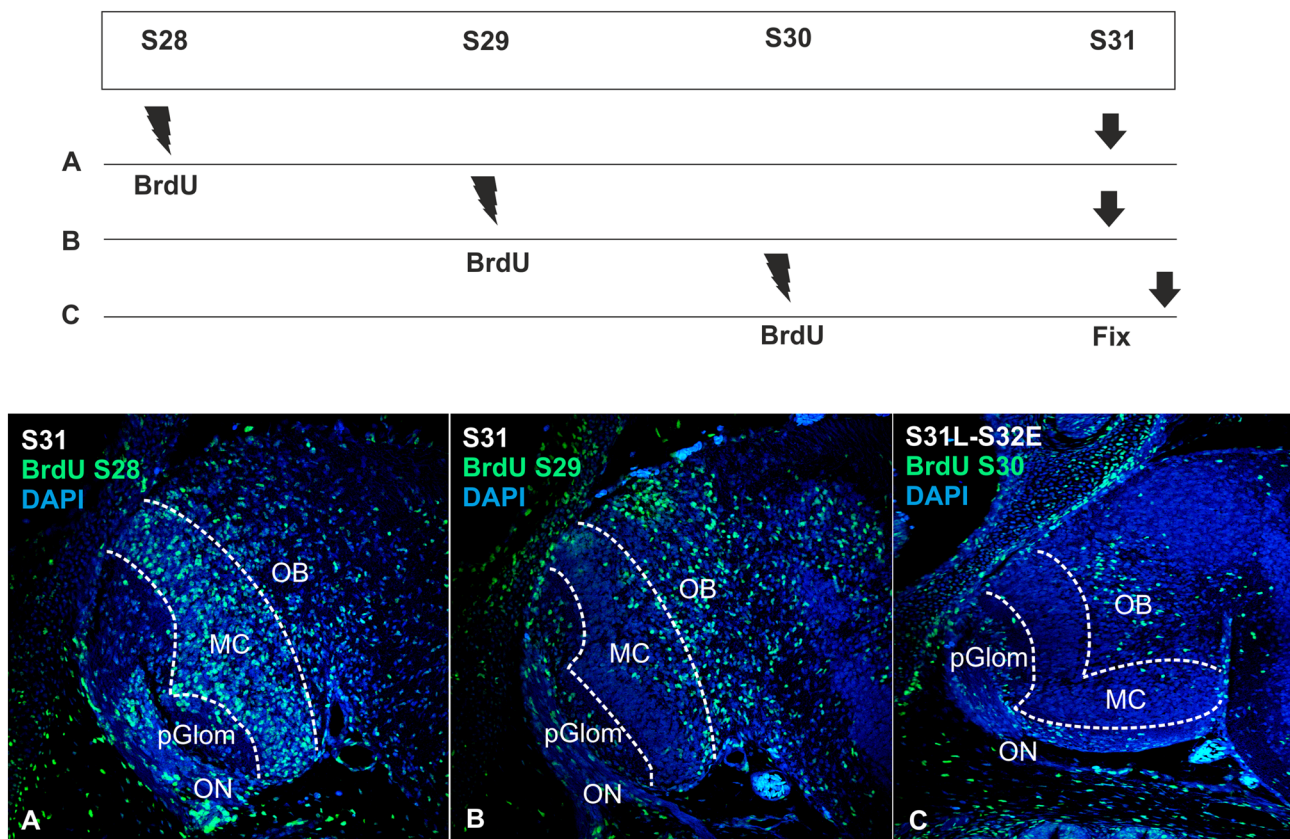 S28 S29 S30 S31
A
BrdU
B
BrdU
C
BrdU Fix
S31
BrdU S28
DAPI
OB
MC
pGlom
ON
A
S31
BrdU S29
DAPI
OB
MC
pGlom
ON
B
S31L-S32E
BrdU S30
DAPI
OB
pGlom
MC
ON
C